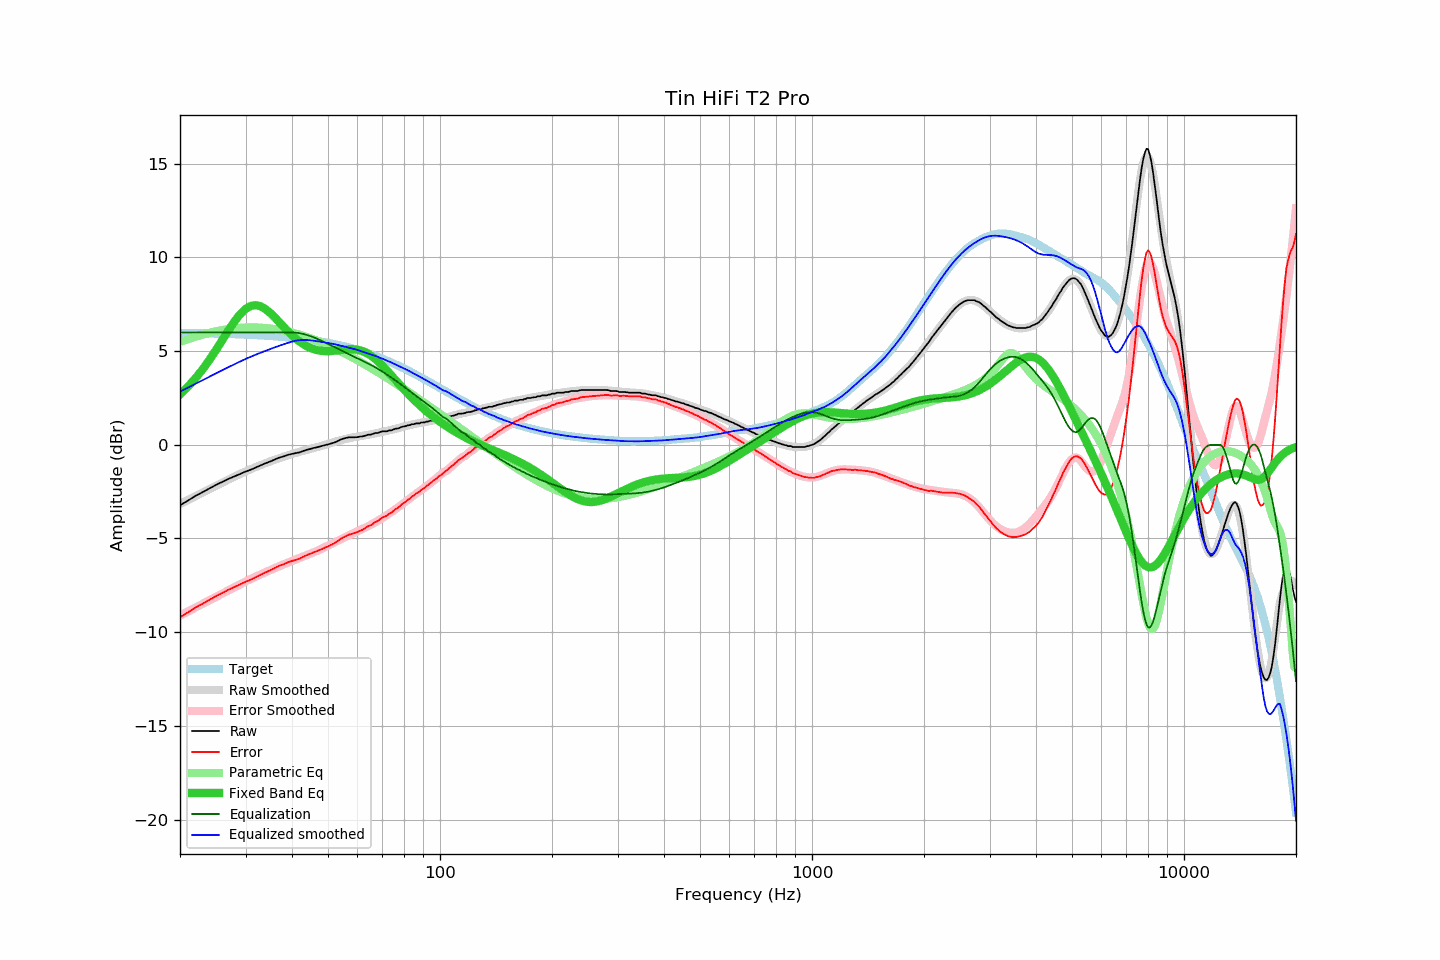 Tin HiFi T2 Pro
Amplitude (dBr)
15
10
5
0
−5
−10
−15
−20
Target
Raw Smoothed
Error Smoothed
Raw
Error
Parametric Eq
Fixed Band Eq
Equalization
Equalized smoothed
100
1000
10000
Frequency (Hz)